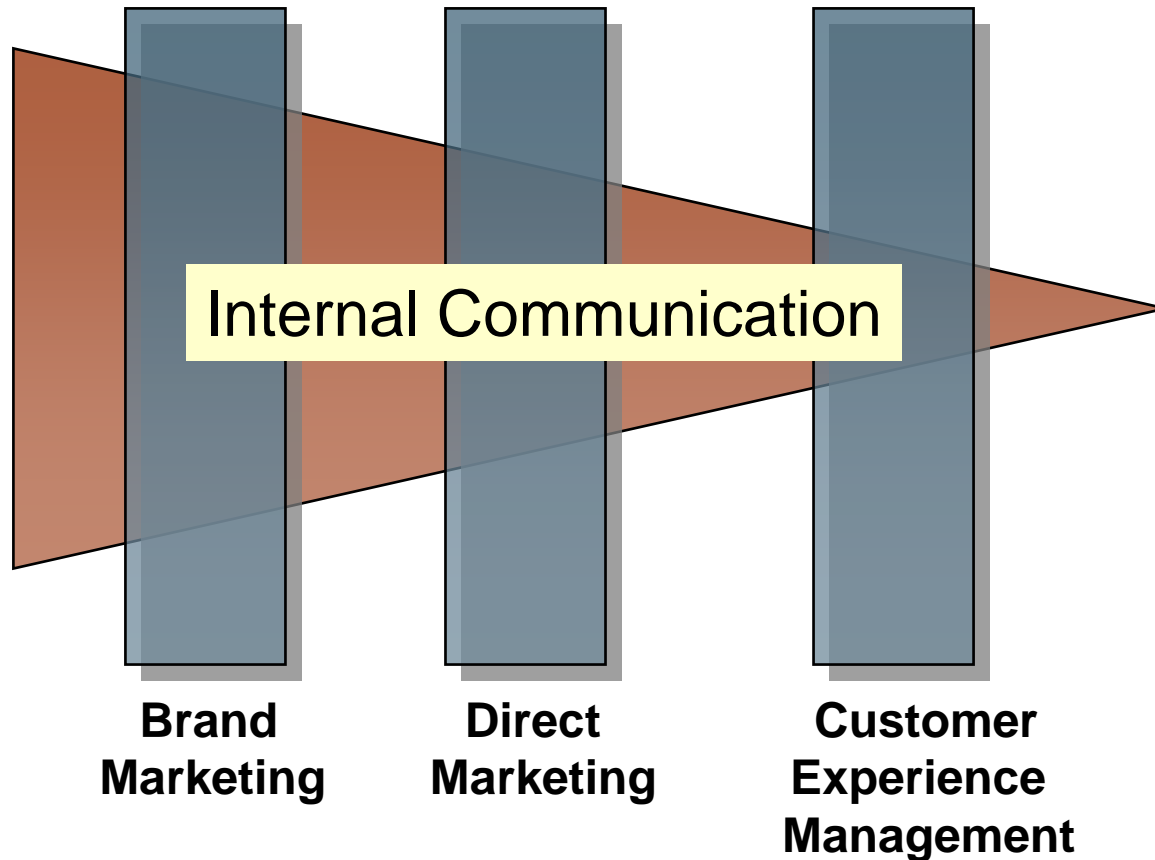 Internal Communication
Brand
Marketing
Direct
Marketing
Customer
Experience
Management